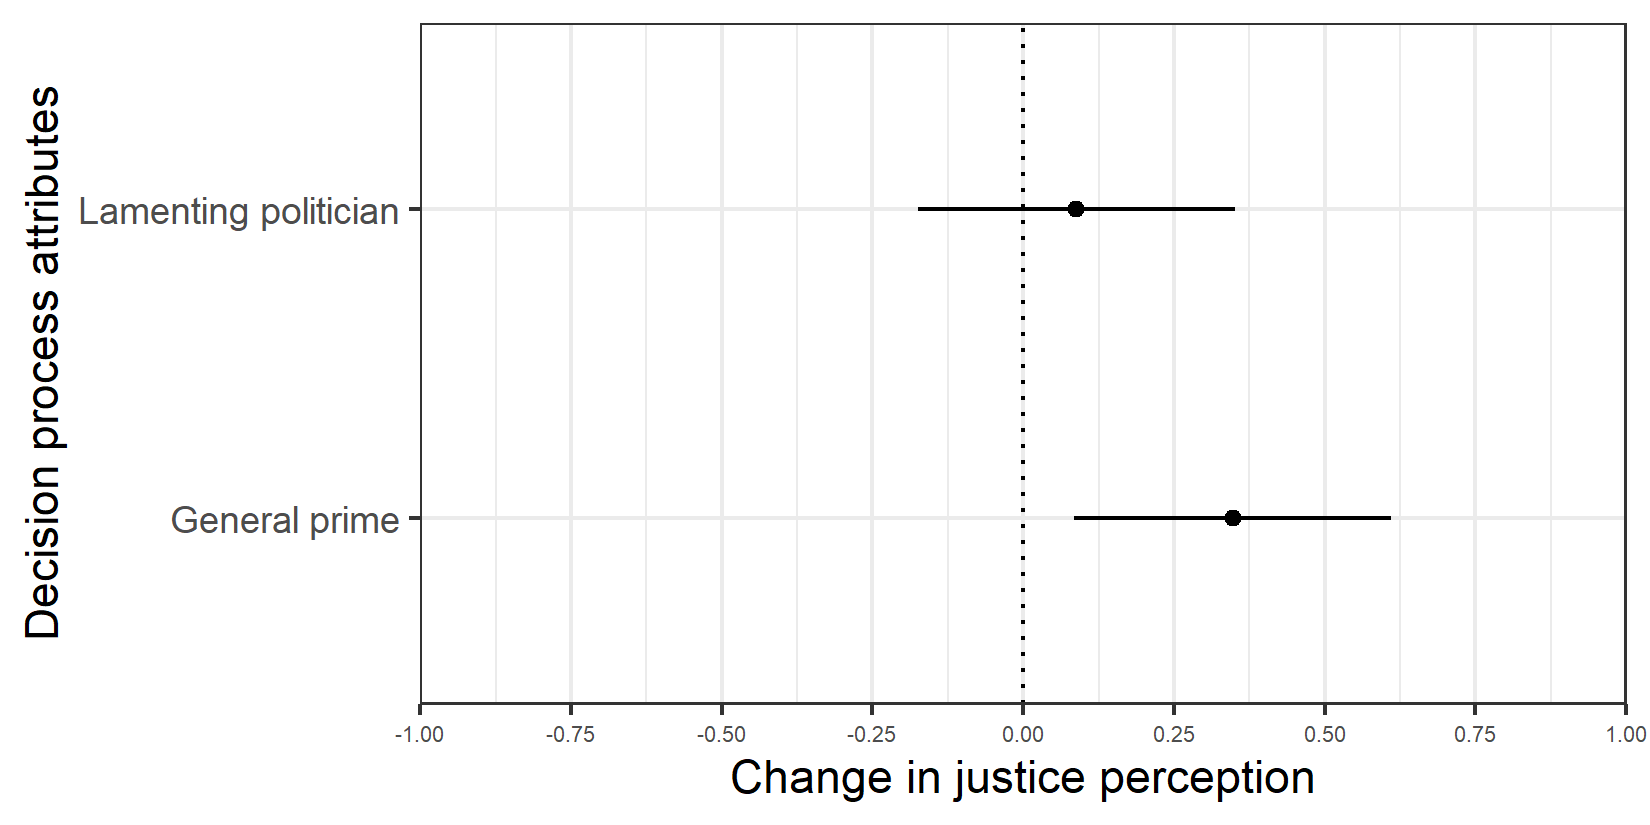 Decision process attributes
Lamenting politician
General prime
-1.00 -0.75 -0.50 -0.25 0.00 0.25 0.50 0.75 1.00
Change in justice perception